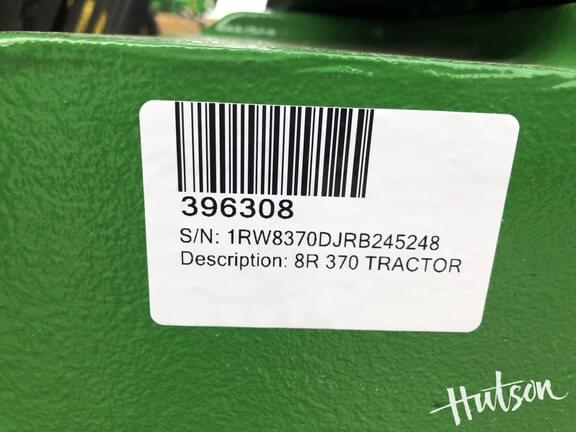 396308
S/N: 1RW8370DJRB245248
Description: 8R 370 TRACTOR
Hutson